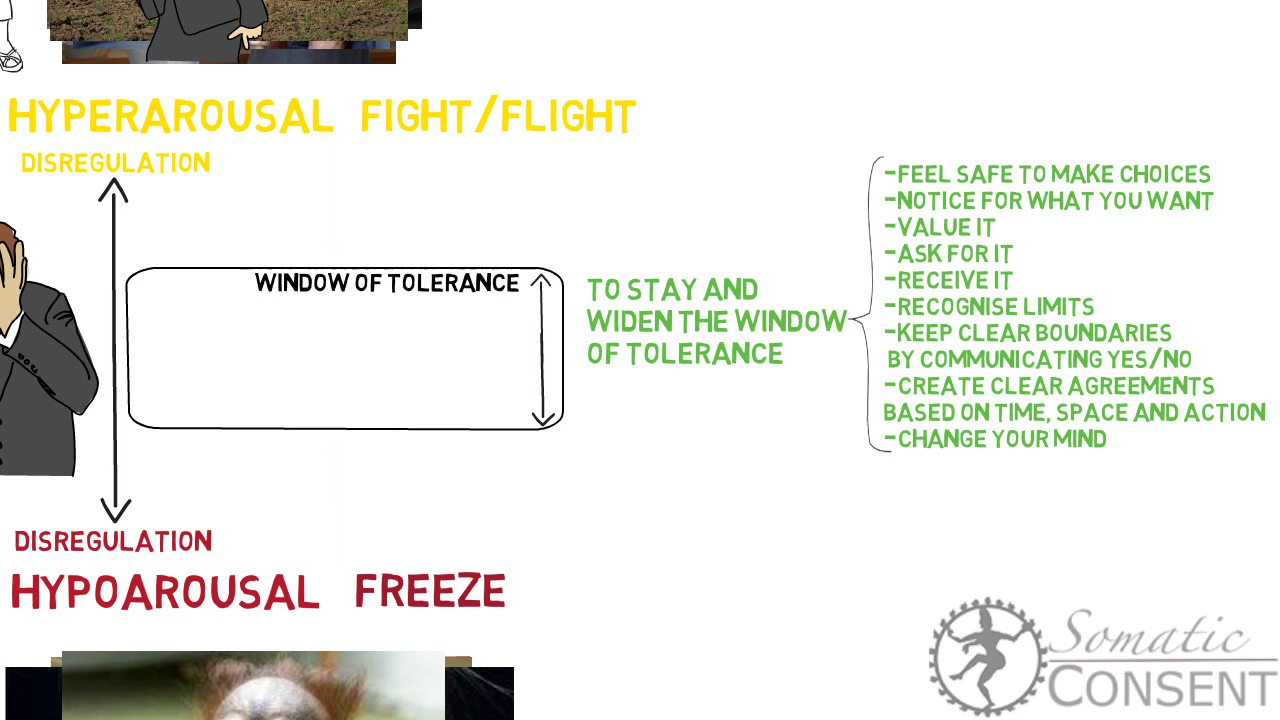 HYPERAROUSAL FIGHT/FLIGHT
DISREGULATION
WINDOW OF TOLERANCE
TO STAY AND
WIDEN THE WINDOW
OF TOLERANCE
-FEEL SAFE TO MAKE CHOICES
-NOTICE FOR WHAT YOU WANT
-VALUE IT
-ASK FOR IT
-RECEIVE IT
-RECOGNISE LIMITS
-KEEP CLEAR BOUNDARIES
BY COMMUNICATING YES/NO
-CREATE CLEAR AGREEMENTS
BASED ON TIME, SPACE AND ACTION
-CHANGE YOUR MIND
DISREGULATION
HYPOAROUSAL FREEZE
Somatic
CONSENT